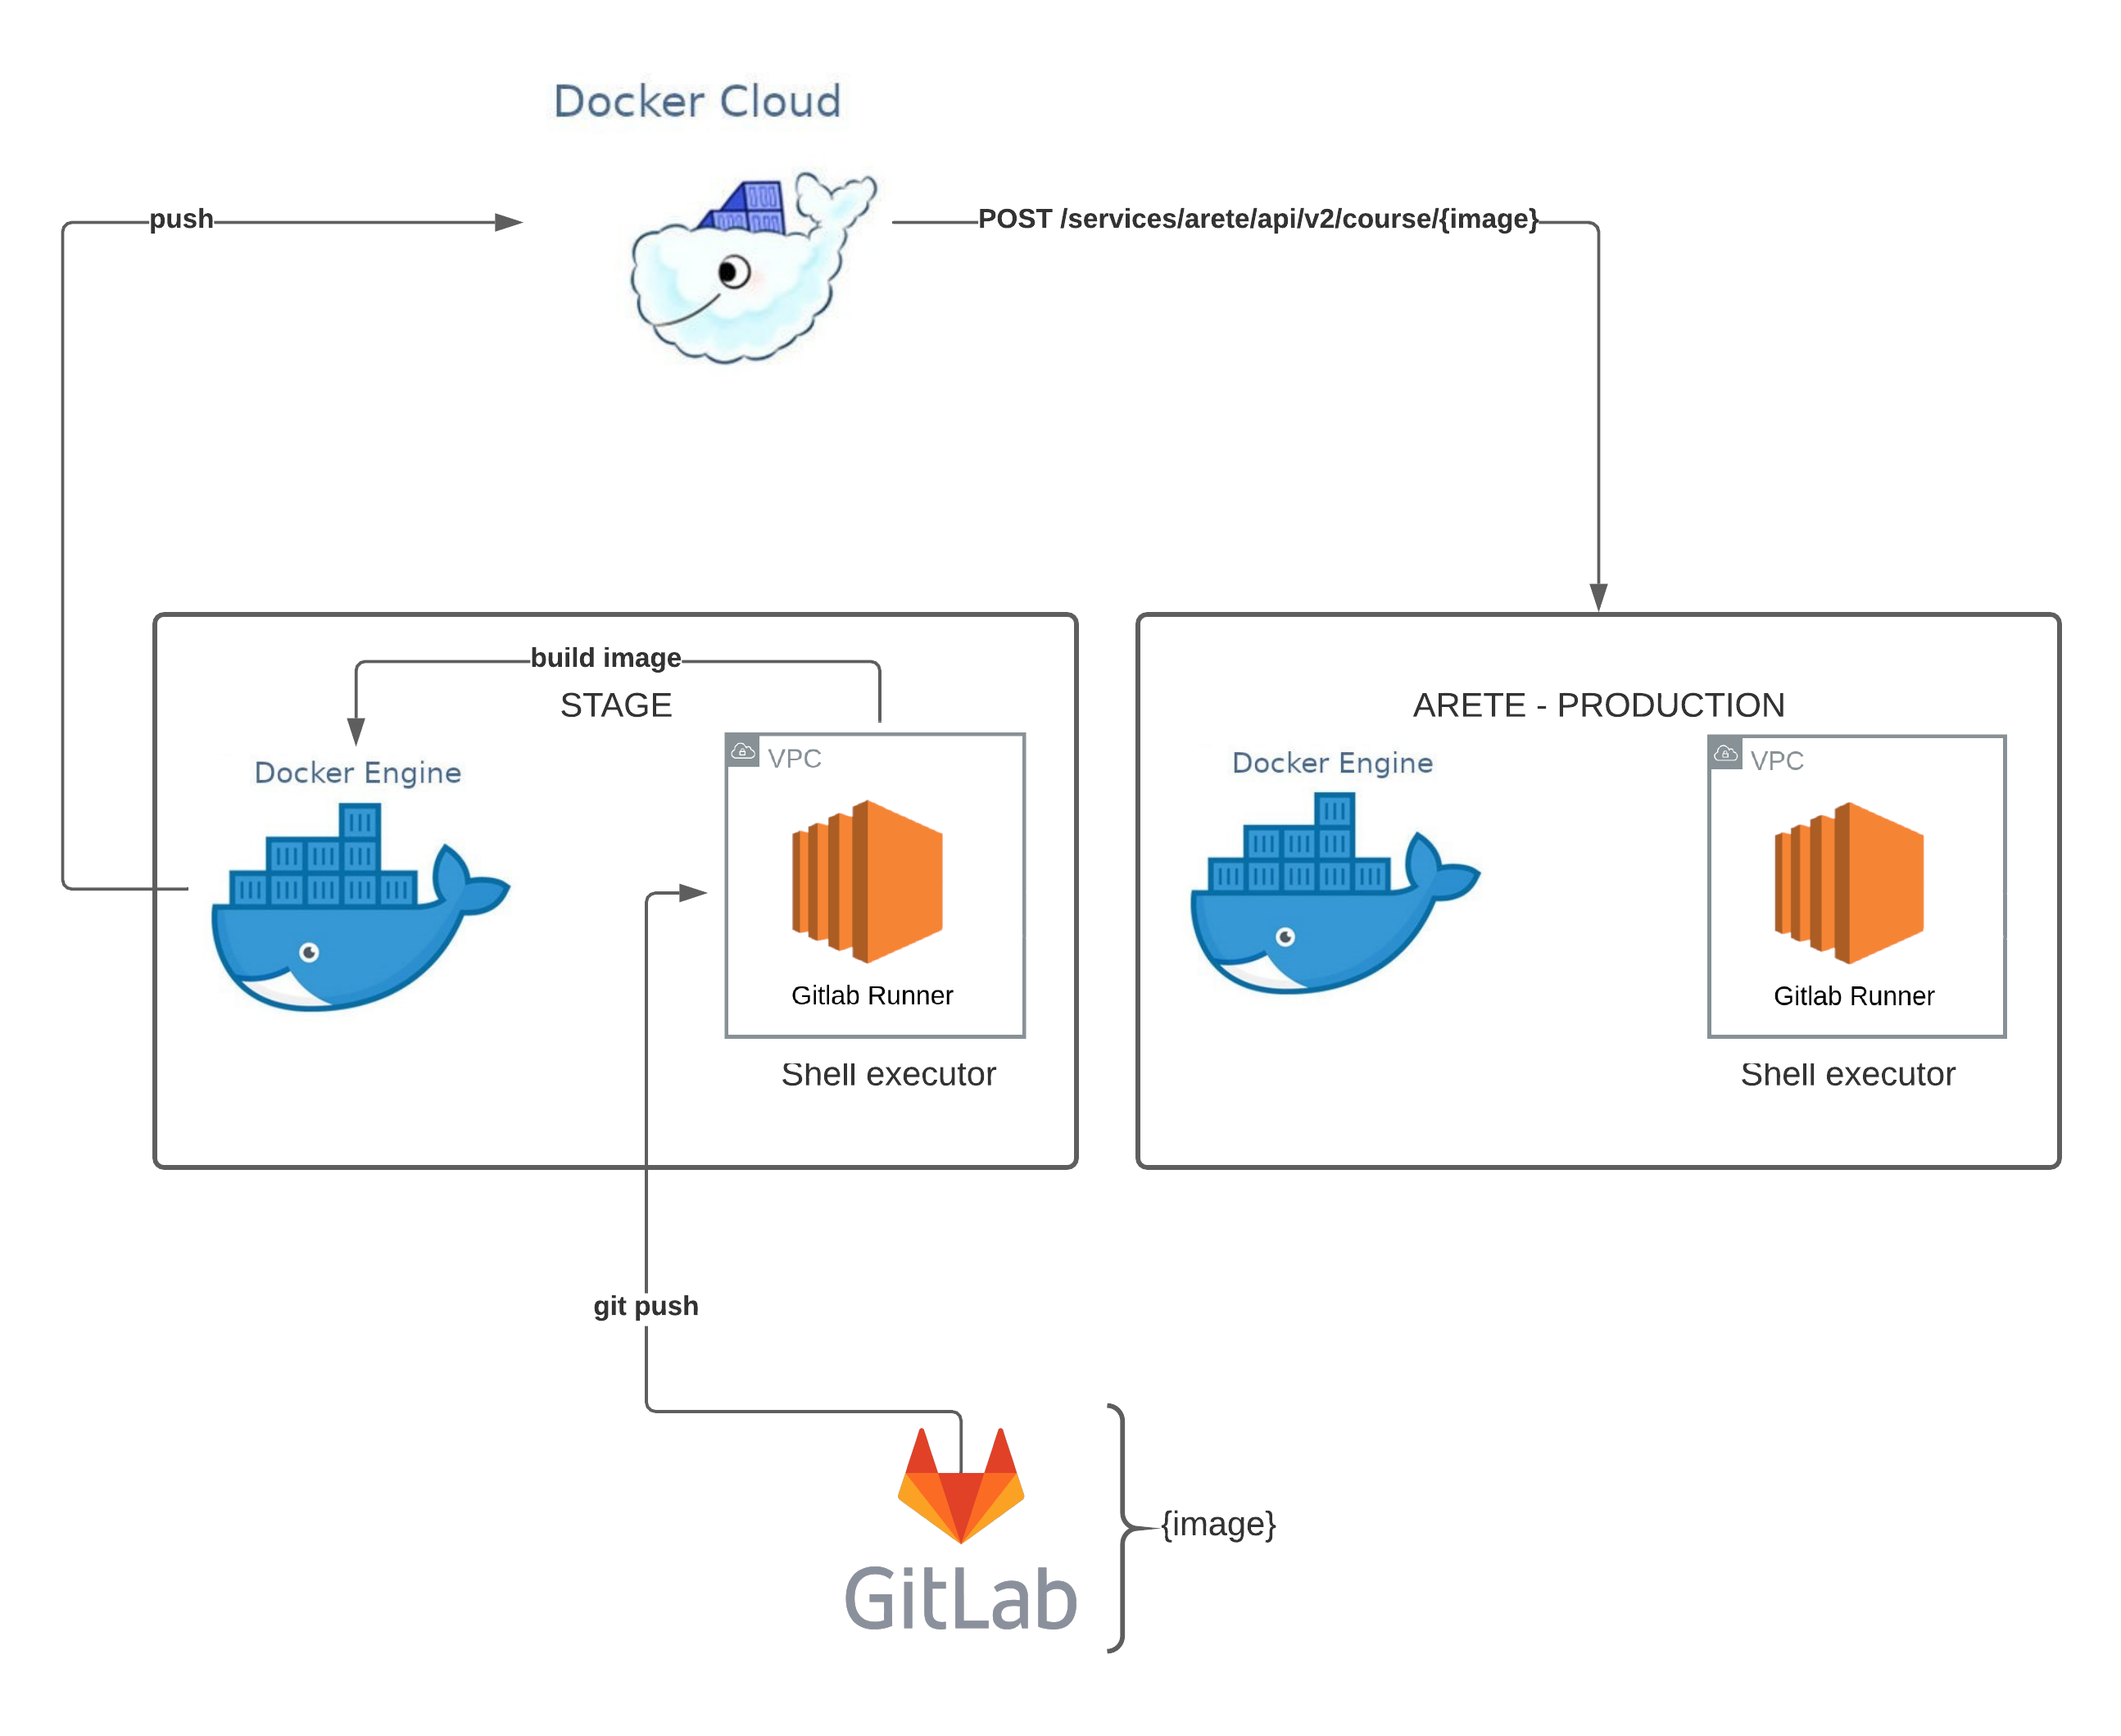 Docker Cloud
push
POST /services/arete/api/v2/course/{image}
build image
STAGE
Docker Engine
VPC
Gitlab Runner
Shell executor
ARETE - PRODUCTION
Docker Engine
VPC
Gitlab Runner
Shell executor
git push
{image}
GitLab